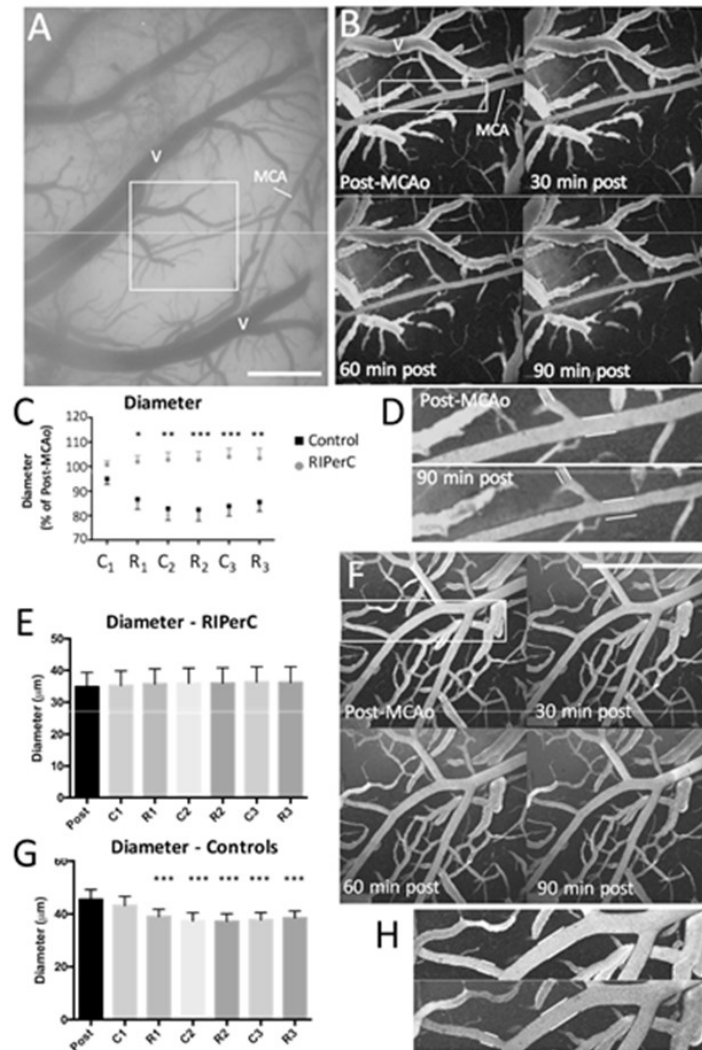 A
V
MCA
V
B
V
MCA
Post-MCAo
30 min post
60 min post
90 min post
C
Diameter
Diameter
(% of Post-MCAo)
120
110
100
90
80
70
* ** *** *** **
Control
RIPerC
C1 R1 C2 R2 C3 R3
D
Post-MCAo
90 min post
E
Diameter - RIPerC
Diameter (µm)
50
40
30
20
10
0
Post C1 R1 C2 R2 C3 R3
F
Post-MCAo
30 min post
60 min post
90 min post
G
Diameter - Controls
Diameter (µm)
60
40
20
0
*** *** *** *** ***
Post C1 R1 C2 R2 C3 R3
H